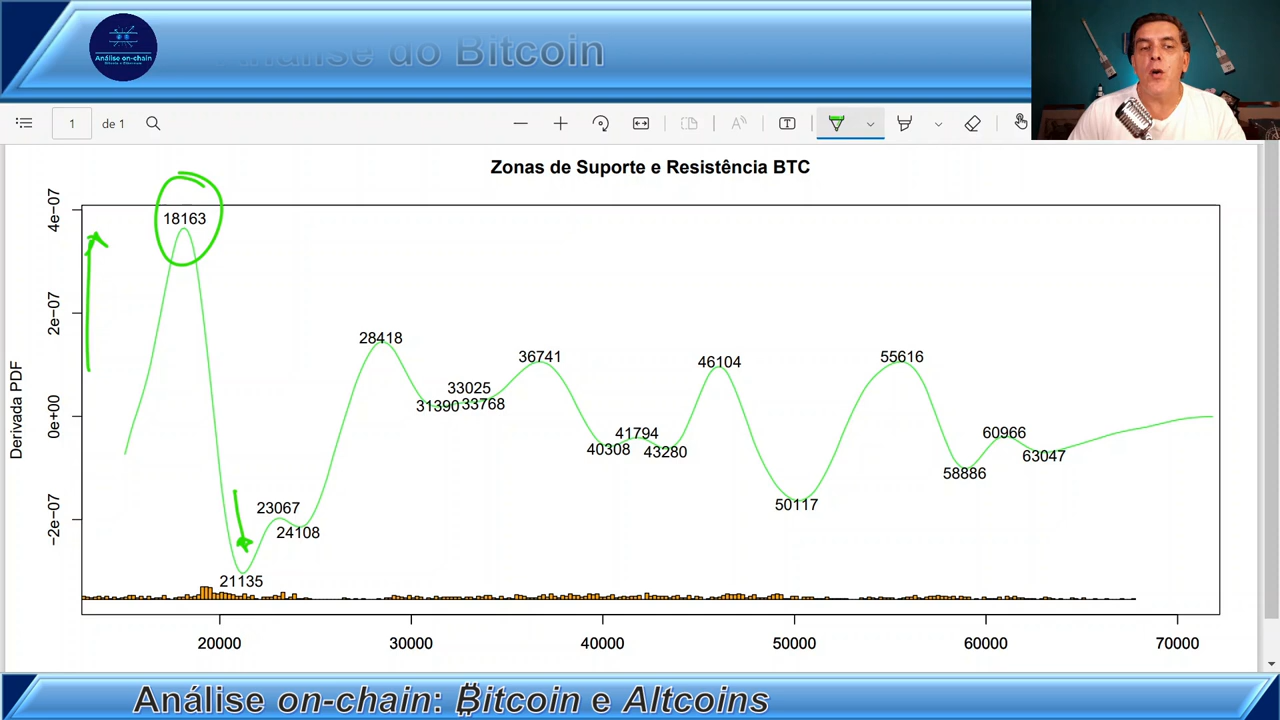 Análise on-chain
Análise do Bitcoin
1 de 1
Zonas de Suporte e Resistência BTC
Derivada PDF
4e-07
2e-07
0e+00
−2e-07
18163
21135
23067
24108
28418
31390
33025
33768
36741
40308
41794
43280
46104
50117
55616
58886
60966
63047
20000 30000 40000 50000 60000 70000
Análise on-chain: ₿itcoin e Altcoins